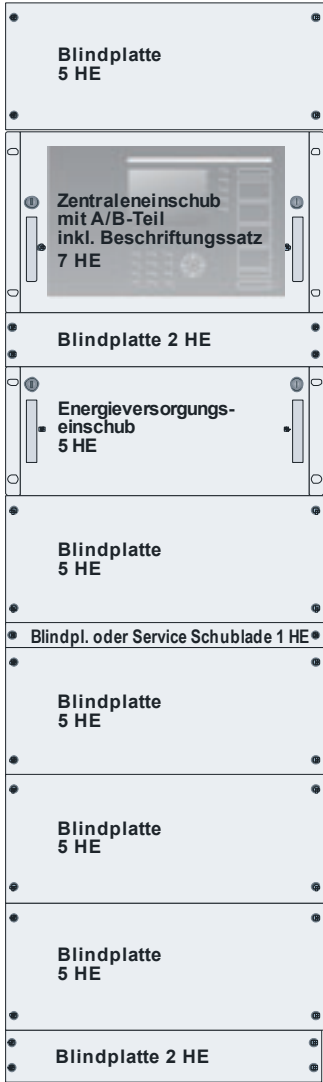 Blindplatte
5 HE
Zentraleneinschub
mit A/B-Teil
inkl. Beschriftungssatz
7 HE
Blindplatte 2 HE
Energieversorgungs-
einschub
5 HE
Blindplatte
5 HE
Blindpl. oder Service Schublade 1 HE
Blindplatte
5 HE
Blindplatte
5 HE
Blindplatte
5 HE
Blindplatte 2 HE